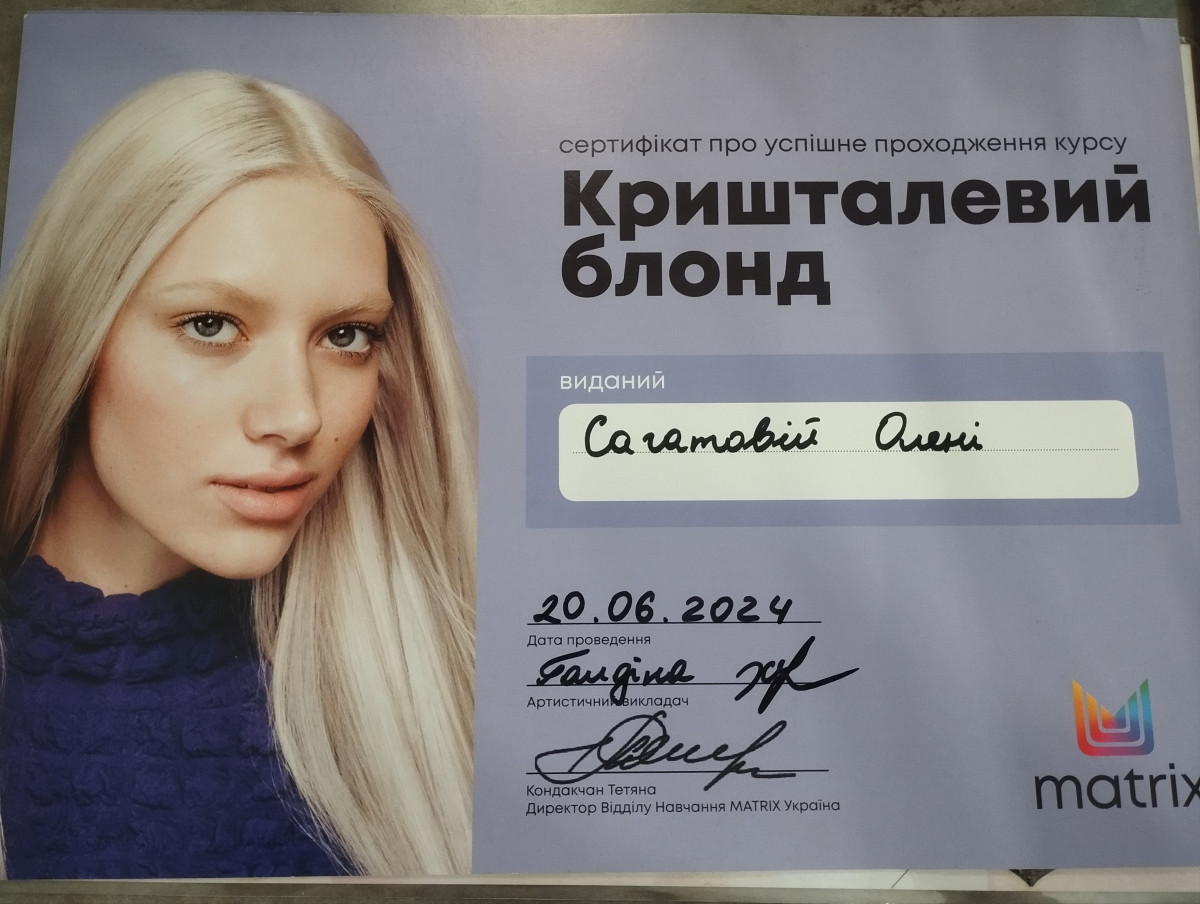 сертифікат про успішне проходження курсу
Кришталевий
блонд
виданий
Сагатовій Олені
20.06.2024
Дата проведення
Артистичний викладач
Кондакчан Тетяна
Директор Відділу Навчання MATRIX Україна
matrix